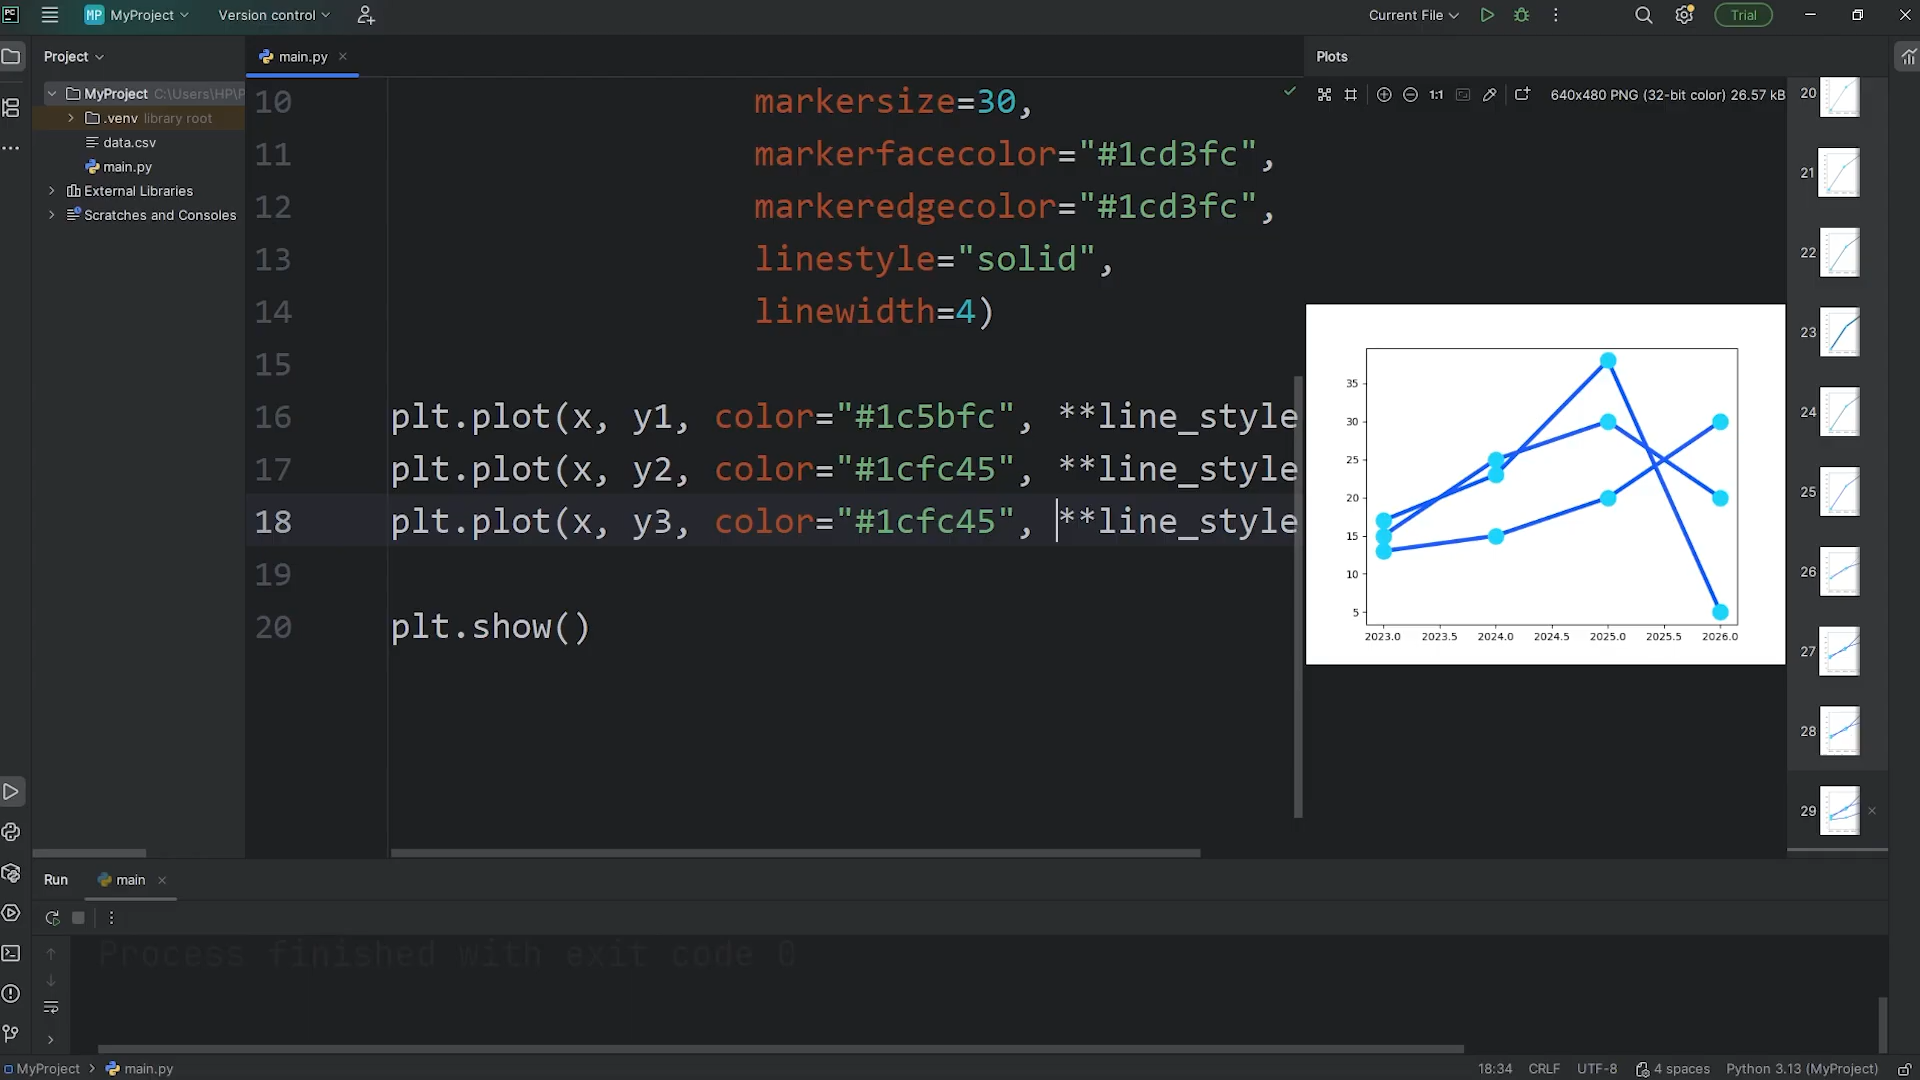 PC
MP MyProject
Version control
Current File
Trial
Project
main.py
Plots
MyProject C:\Users\HP\P
.venv library root
data.csv
main.py
External Libraries
Scratches and Consoles
10 markersize=30,
11 markerfacecolor="#1cd3fc",
12 markeredgecolor="#1cd3fc",
13 linestyle="solid",
14 linewidth=4)
15
16 plt.plot(x, y1, color="#1c5bfc", **line_style
17 plt.plot(x, y2, color="#1cfc45", **line_style
18 plt.plot(x, y3, color="#1cfc45", **line_style
19
20 plt.show()
1:1 640x480 PNG (32-bit color) 26.57 kB
35
30
25
20
15
10
5
2023.0 2023.5 2024.0 2024.5 2025.0 2025.5 2026.0
20
21
22
23
24
25
26
27
28
29
Run main
Process finished with exit code 0
MyProject > main.py
18:34 CRLF UTF-8 4 spaces Python 3.13 (MyProject)